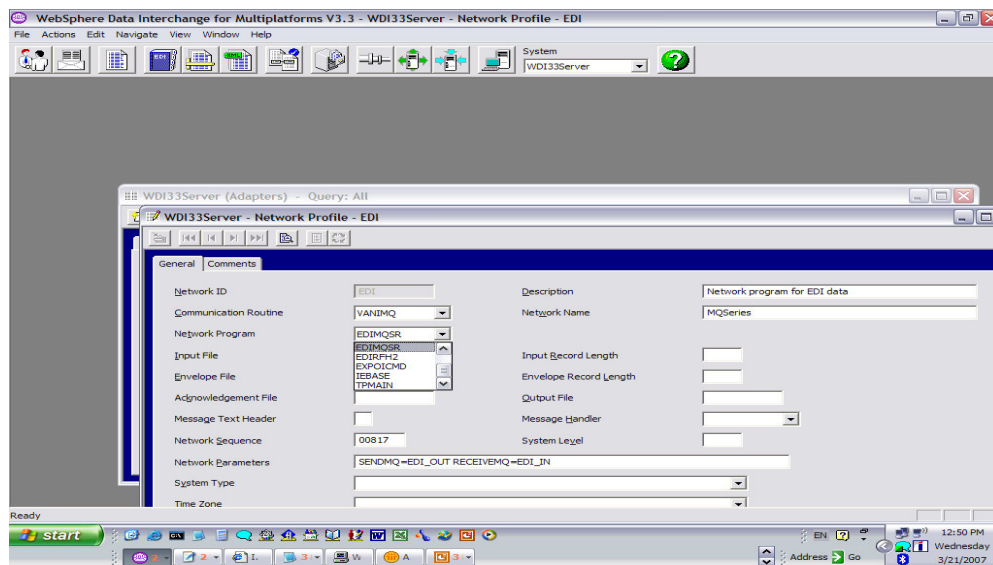 WebSphere Data Interchange for Multiplatforms V3.3 - WDI33Server - Network Profile - EDI
File Actions Edit Navigate View Window Help
System
WDI33Server
WDI33Server (Adapters) - Query: All
WDI33Server - Network Profile - EDI
General Comments
Network ID EDI Description Network program for EDI data
Communication Routine VANIMQ Network Name MQSeries
Network Program EDIMQSR
EDIMQSR
EDIRFH2
Input File Input Record Length
EXPOICMD
IEBASE
Envelope File Envelope Record Length
TPMAIN
Acknowledgement File Output File
Message Text Header Message Handler
Network Sequence 00817 System Level
Network Parameters SENDMQ=EDI_OUT RECEIVEMQ=EDI_IN
System Type
Time Zone
Ready
start EN 12:50 PM
Wednesday
Address Go 3/21/2007